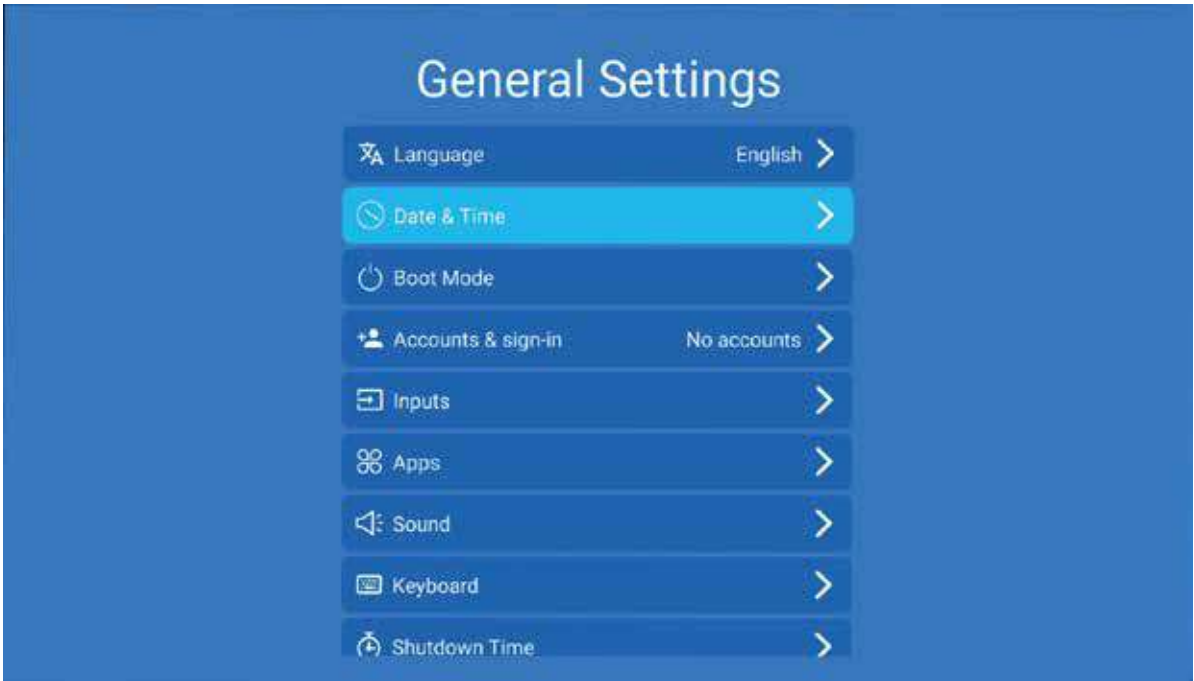 General Settings
Language English
Date & Time
Boot Mode
Accounts & sign-in No accounts
Inputs
Apps
Sound
Keyboard
Shutdown Time